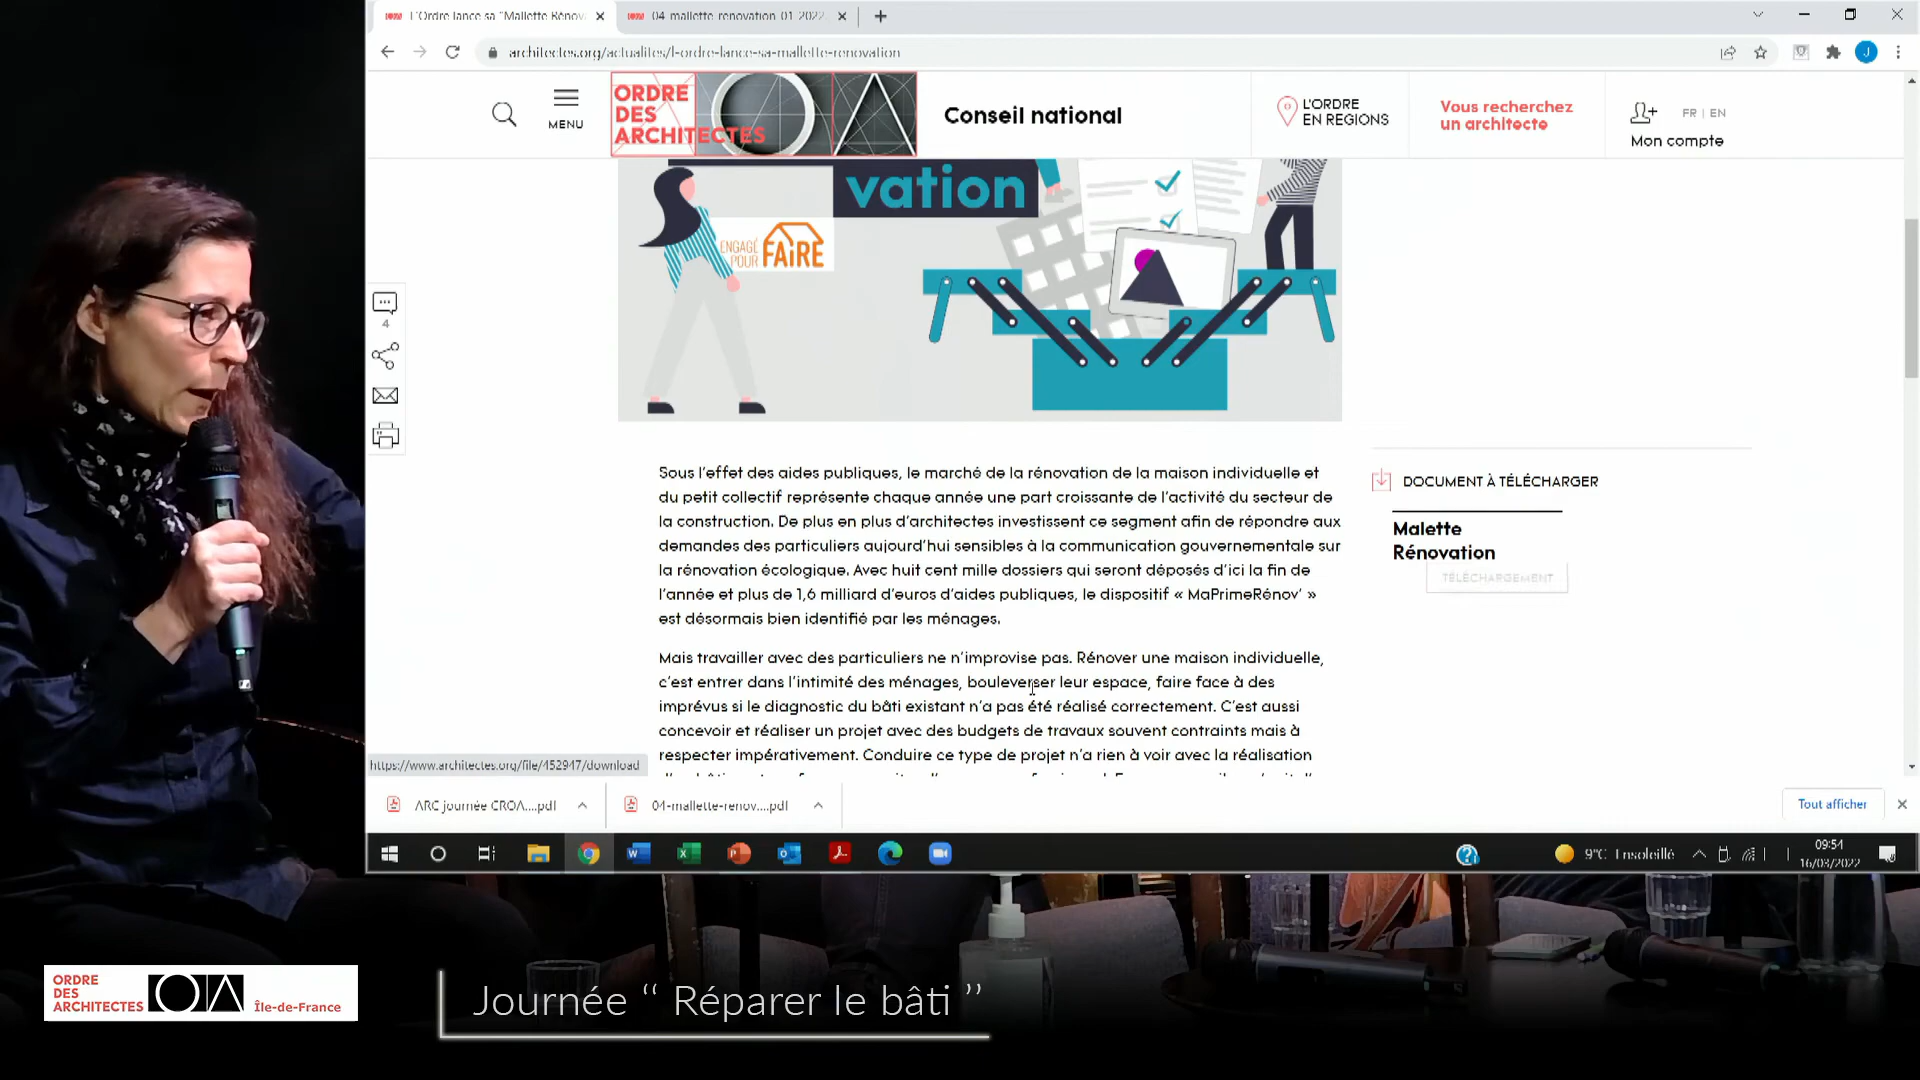 L'Ordre lance sa "Mallette Rénov
04 mallette renovation 01 2022
architectes.org/actualites/l-ordre-lance-sa-mallette-renovation
J
MENU
ORDRE
DES
ARCHITECTES
Conseil national
L'ORDRE
EN REGIONS
Vous recherchez
un architecte
FR | EN
Mon compte
vation
ENGAGÉ
POUR
FAIRE
4
Sous l'effet des aides publiques, le marché de la rénovation de la maison individuelle et
du petit collectif représente chaque année une part croissante de l'activité du secteur de
la construction. De plus en plus d'architectes investissent ce segment afin de répondre aux
demandes des particuliers aujourd'hui sensibles à la communication gouvernementale sur
la rénovation écologique. Avec huit cent mille dossiers qui seront déposés d'ici la fin de
l'année et plus de 1,6 milliard d'euros d'aides publiques, le dispositif « MaPrimeRénov' »
est désormais bien identifié par les ménages.
Mais travailler avec des particuliers ne n'improvise pas. Rénover une maison individuelle,
c'est entrer dans l'intimité des ménages, bouleverser leur espace, faire face à des
imprévus si le diagnostic du bâti existant n'a pas été réalisé correctement. C'est aussi
concevoir et réaliser un projet avec des budgets de travaux souvent contraints mais à
respecter impérativement. Conduire ce type de projet n'a rien à voir avec la réalisation
DOCUMENT À TÉLÉCHARGER
Malette
Rénovation
TÉLÉCHARGEMENT
https://www.architectes.org/file/452947/download
ARC journée CROA....pdf
04-mallette-renov....pdf
Tout afficher
9°C Ensoleillé
09:54
16/03/2022
ORDRE
DES
ARCHITECTES
Île-de-France
Journée “ Réparer le bâti ”